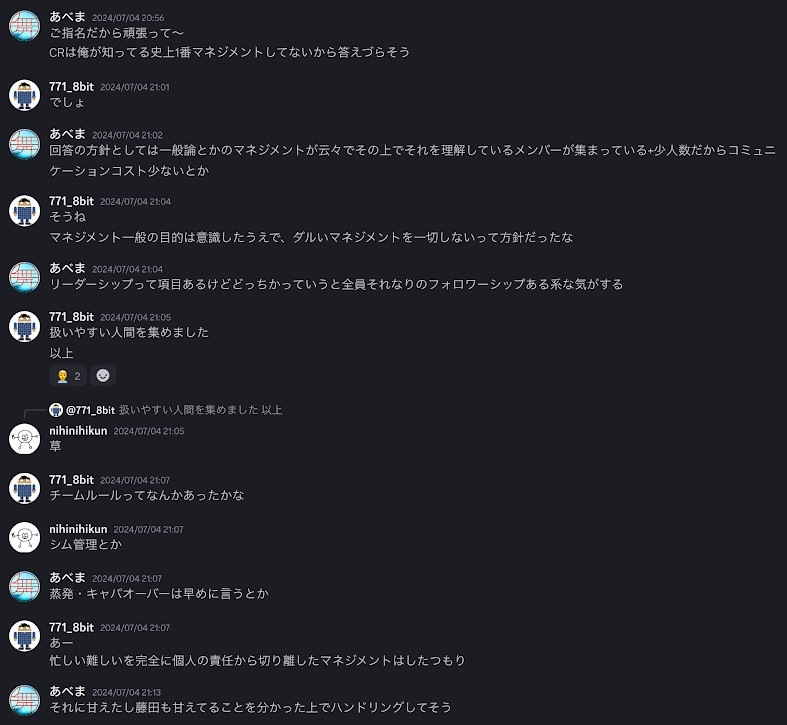 あべま 2024/07/04 20:56
ご指名だから頑張って〜
CRは俺が知ってる史上1番マネジメントしてないから答えづらそう
771_8bit 2024/07/04 21:01
でしょ
あべま 2024/07/04 21:02
回答の方針としては一般論とかのマネジメントが云々でその上でそれを理解しているメンバーが集まっている+少人数だからコミュニ
ケーションコスト少ないとか
771_8bit 2024/07/04 21:04
そうね
マネジメント一般の目的は意識したうえで、ダルいマネジメントを一切しないって方針だったな
あべま 2024/07/04 21:04
リーダーシップって項目あるけどどっちかっていうと全員それなりのフォロワーシップある系な気がする
771_8bit 2024/07/04 21:05
扱いやすい人間を集めました
以上
2
@771_8bit 扱いやすい人間を集めました 以上
nihinihikun 2024/07/04 21:05
草
771_8bit 2024/07/04 21:07
チームルールってなんかあったかな
nihinihikun 2024/07/04 21:07
シム管理とか
あべま 2024/07/04 21:07
蒸発・キャパオーバーは早めに言うとか
771_8bit 2024/07/04 21:07
あー
忙しい難しいを完全に個人の責任から切り離したマネジメントはしたつもり
あべま 2024/07/04 21:13
それに甘えたし藤田も甘えてることを分かった上でハンドリングしてそう